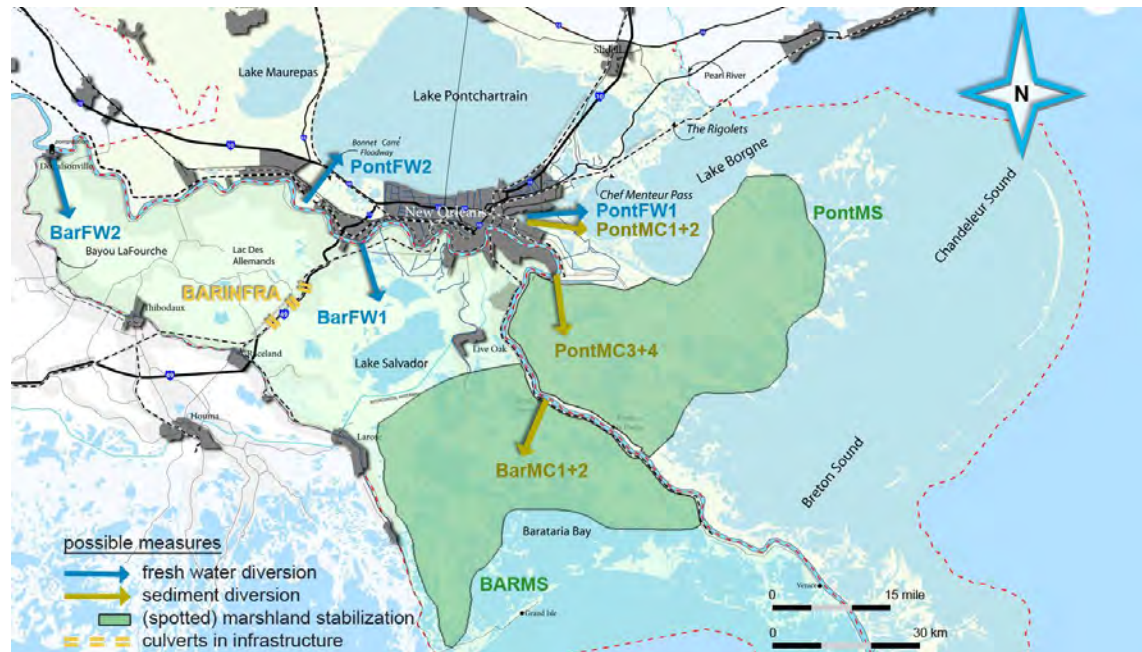 Slidell
Lake Maurepas
Lake Pontchartrain
Pearl River
N
Donaldsonville
Bonnet Carré
Floodway
PontFW2
The Rigolets
Lake Borgne
Chef Menteur Pass
New Orleans
PontFW1
PontMC1+2
PontMS
Chandeleur Sound
BarFW2
Bayou LaFourche
Lac Des
Allemands
BARINFRA
BarFW1
Thibodaux
Raceland
Lake Salvador
Live Oak
PontMC3+4
Houma
Larose
BarMC1+2
Breton Sound
Barataria Bay
BARMS
Grand Isle
Venice
possible measures
fresh water diversion
sediment diversion
(spotted) marshland stabilization
culverts in infrastructure
0 15 mile
0 30 km